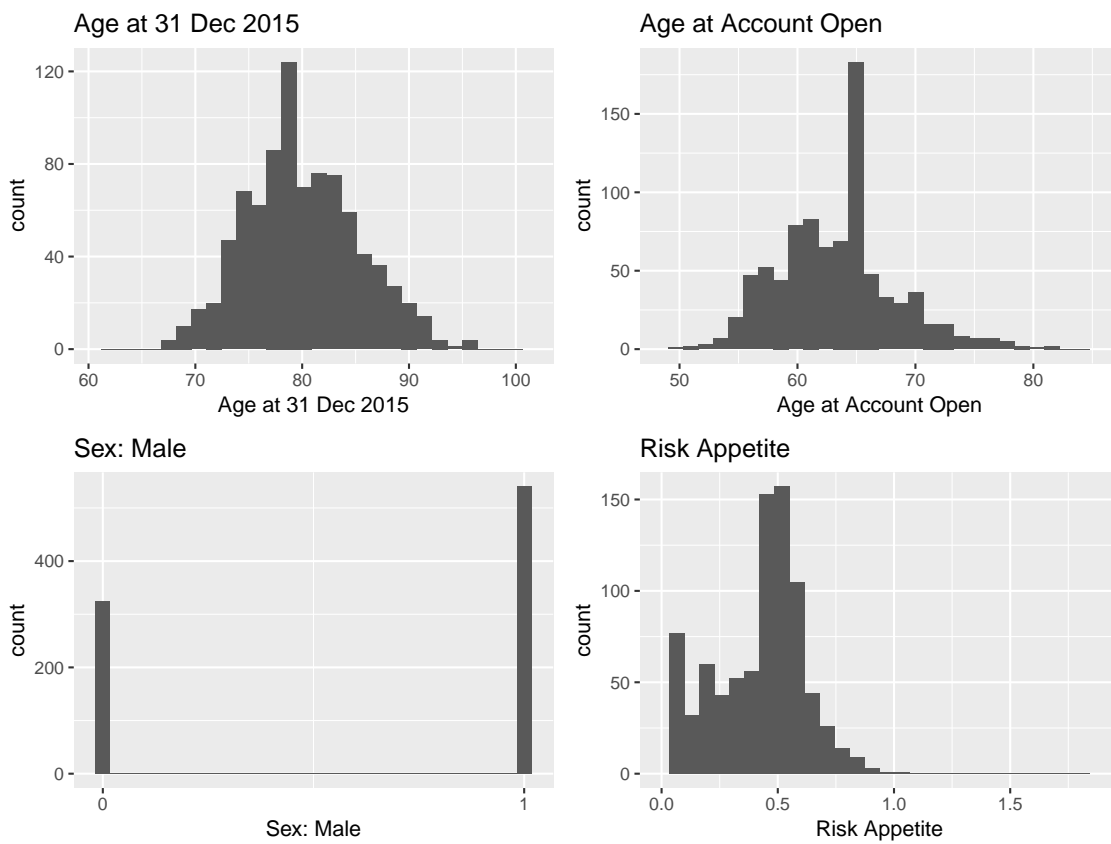 Age at 31 Dec 2015
120
80
40
0
count
60 70 80 90 100
Age at 31 Dec 2015
Age at Account Open
150
100
50
0
count
50 60 70 80
Age at Account Open
Sex: Male
400
200
0
count
0 1
Sex: Male
Risk Appetite
150
100
50
0
count
0.0 0.5 1.0 1.5
Risk Appetite